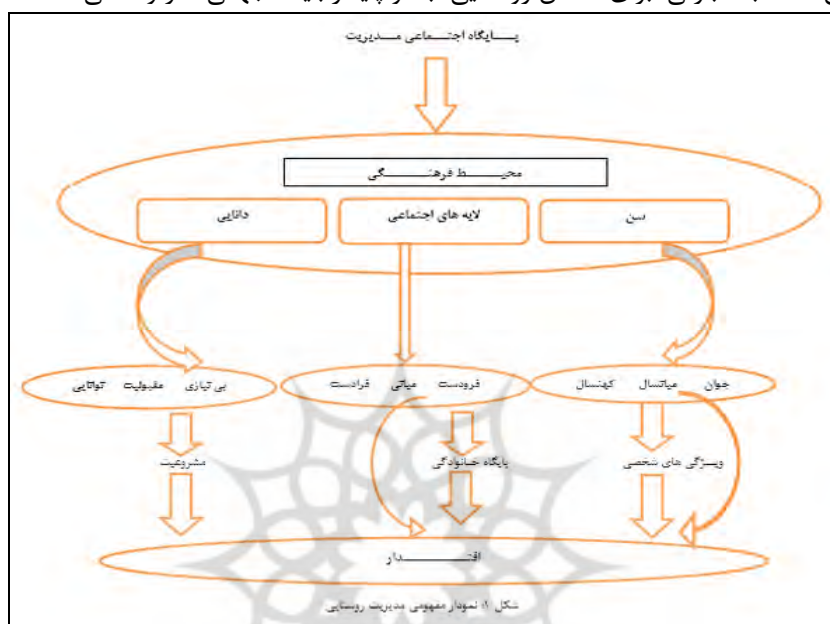 پایگاه اجتماعی مدیریت
محیط فرهنگی
سن
لایه های اجتماعی
دانایی
جوان میانسال کهنسال
فرودست میانی فرادست
بی نیازی مقبولیت توانایی
ویژگی های شخصی
پایگاه خانوادگی
مشروعیت
اقتدار
شکل ۱: نمودار مفهومی مدیریت روستایی